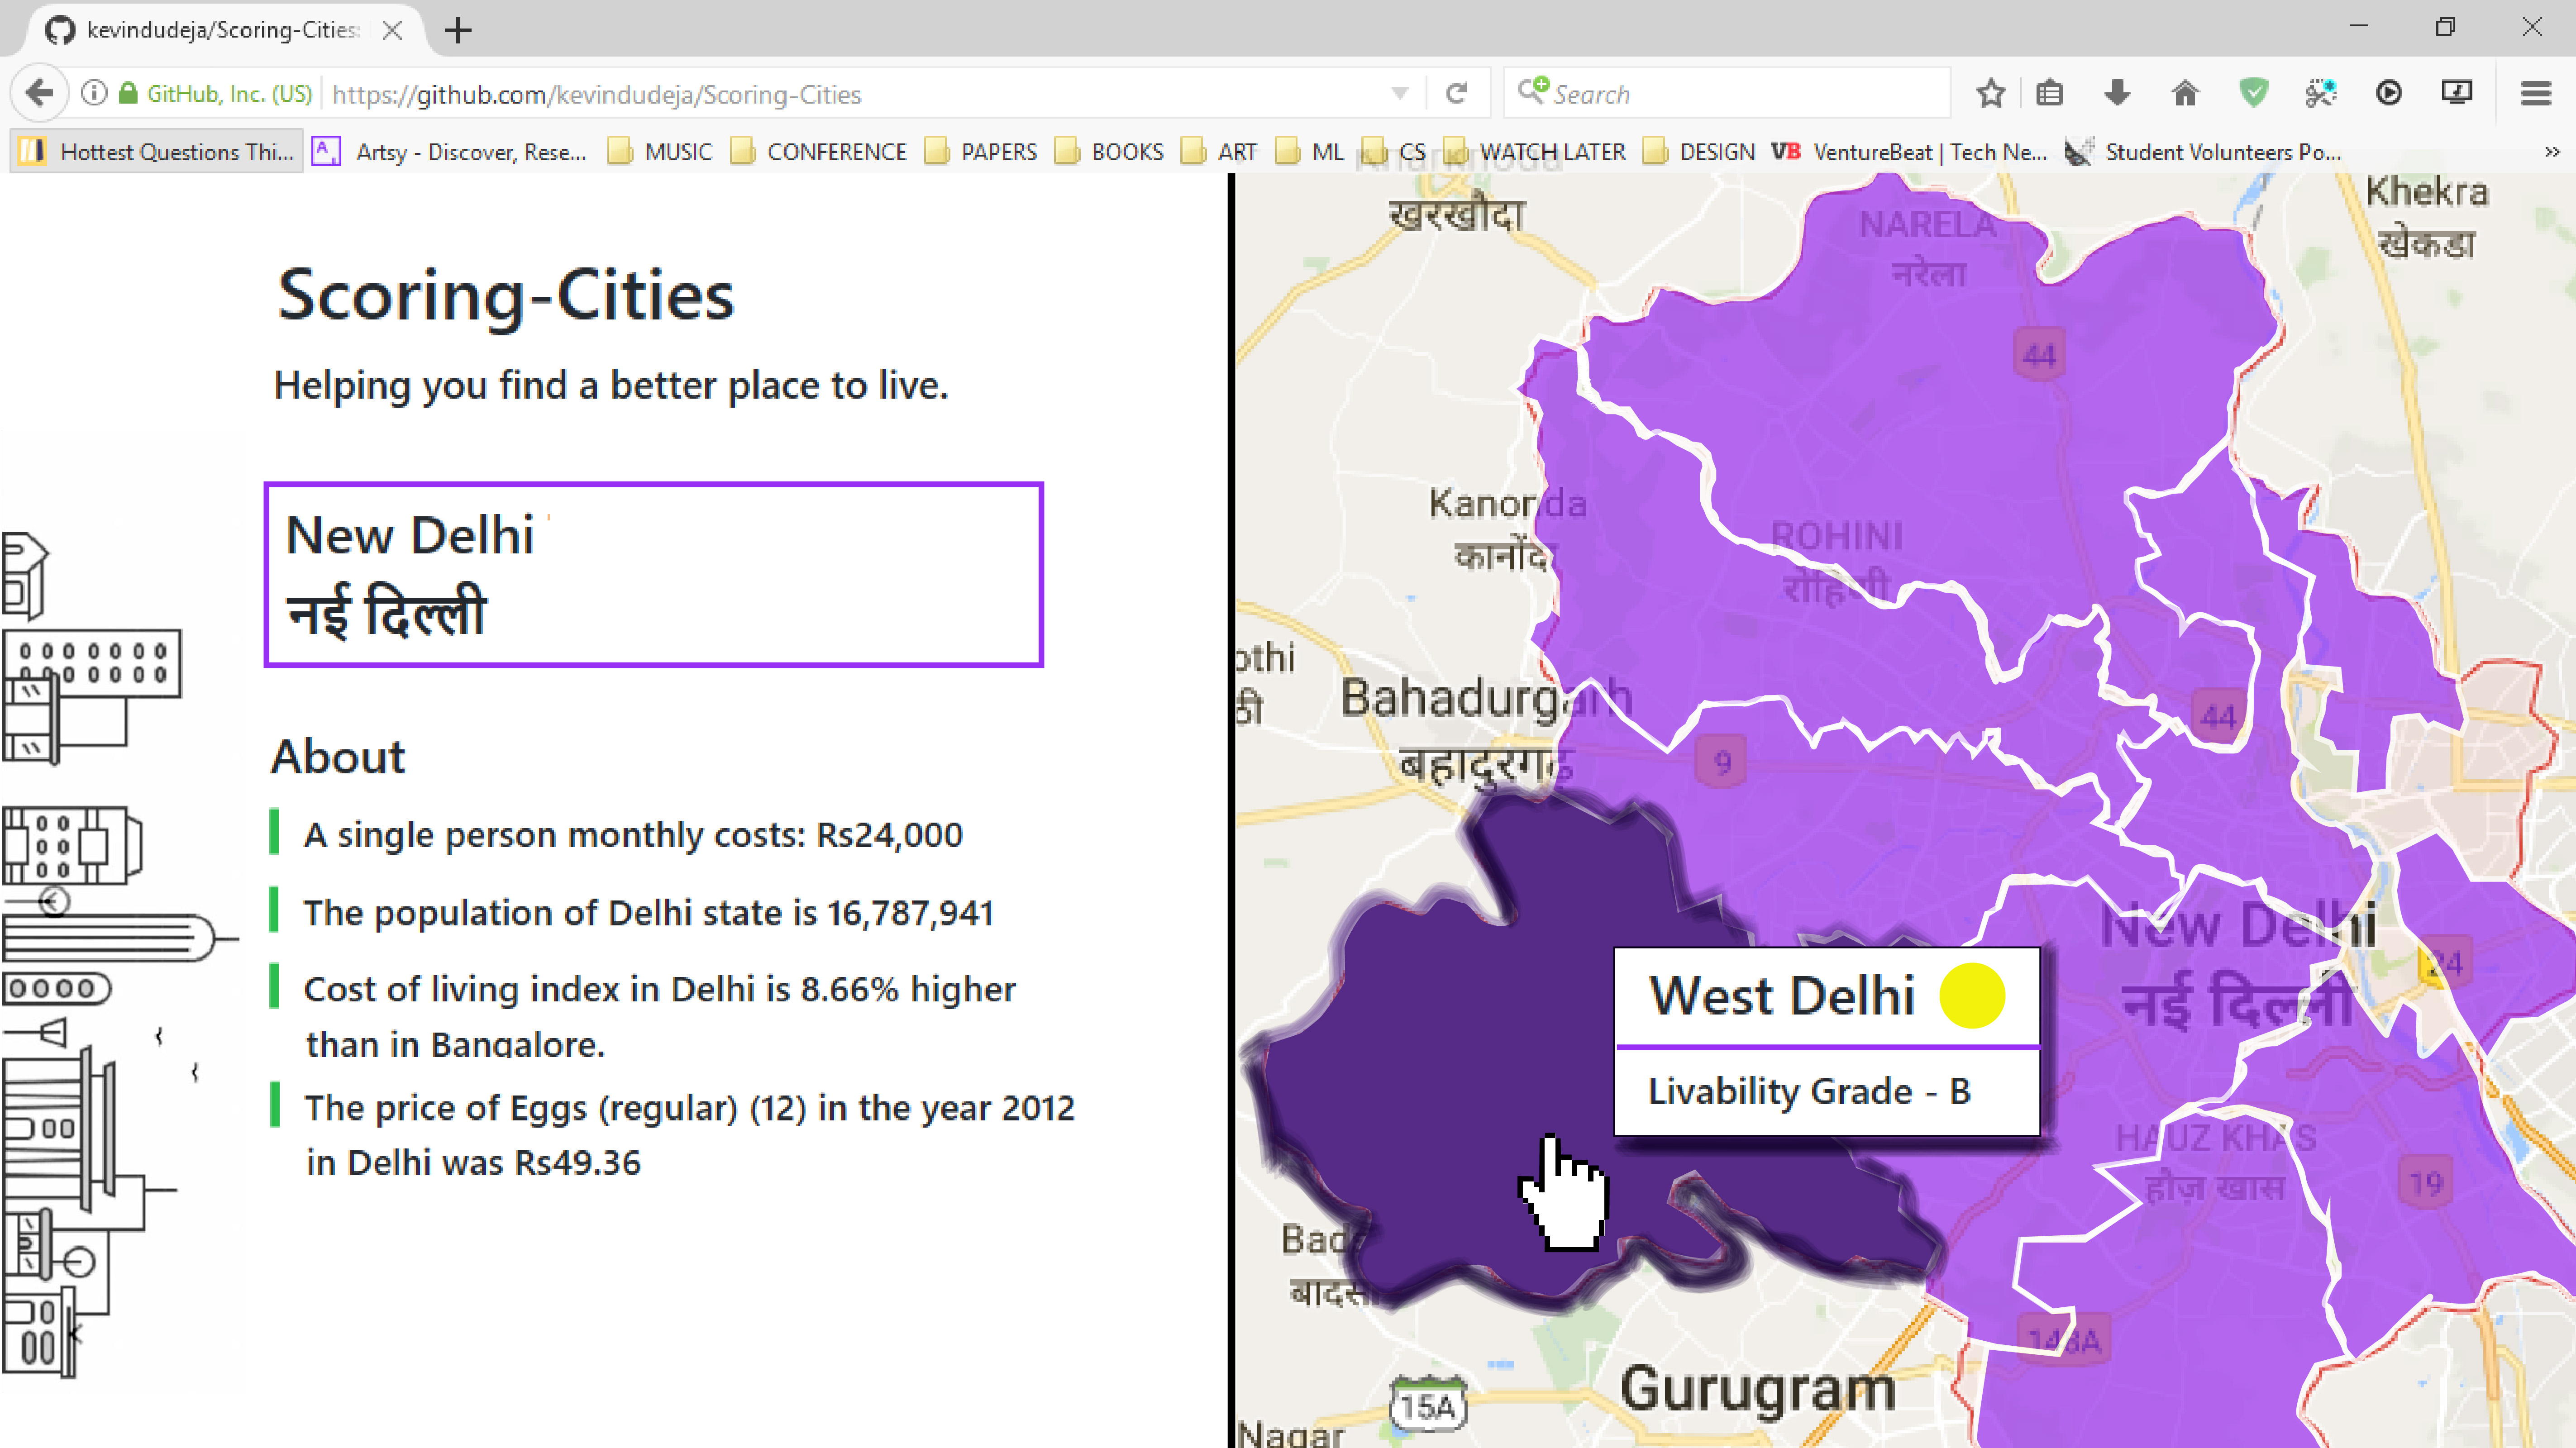 kevindudeja/Scoring-Cities:
GitHub, Inc. (US)
https://github.com/kevindudeja/Scoring-Cities
Search
Hottest Questions Thi...
Artsy - Discover, Rese...
MUSIC
CONFERENCE
PAPERS
BOOKS
ART
ML
CS
WATCH LATER
DESIGN
VB
VentureBeat | Tech Ne...
Student Volunteers Po...
Scoring-Cities
Helping you find a better place to live.
New Delhi
नई दिल्ली
About
A single person monthly costs: Rs24,000
The population of Delhi state is 16,787,941
Cost of living index in Delhi is 8.66% higher
than in Bangalore.
The price of Eggs (regular) (12) in the year 2012
in Delhi was Rs49.36
खरखौदा
NARELA
नरेला
Khekra
खेकडा
44
Kanonda
कानोंदा
ROHINI
रोहिणी
Bahadurgarh
बहादुरगढ़
44
9
New Delhi
नई दिल्ली
24
West Delhi
Livability Grade - B
HAUZ KHAS
हौज़ खास
19
148A
Gurugram
15A
Nagar